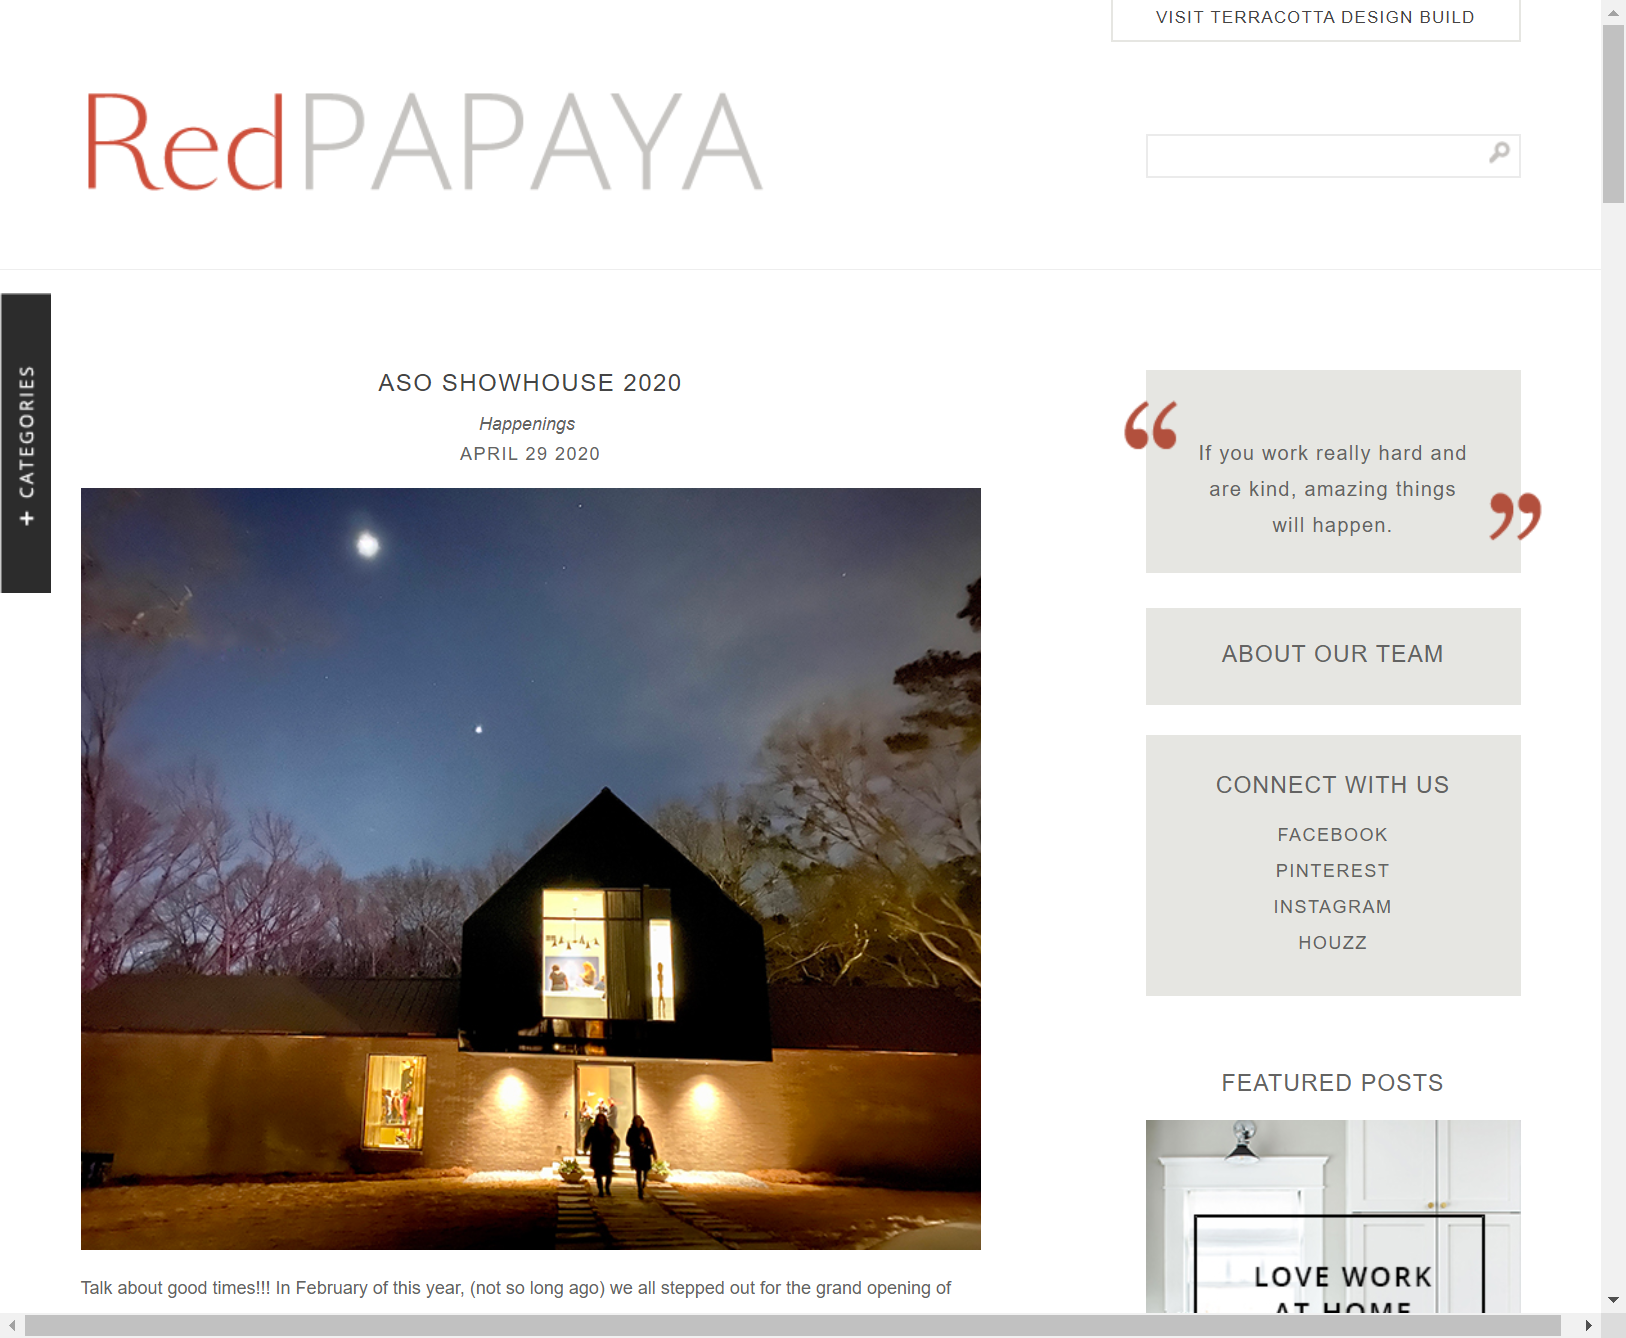 VISIT TERRACOTTA DESIGN BUILD
RedPAPAYA
+ CATEGORIES
ASO SHOWHOUSE 2020
Happenings
APRIL 29 2020
Talk about good times!!! In February of this year, (not so long ago) we all stepped out for the grand opening of
“
If you work really hard and
are kind, amazing things
will happen.
”
ABOUT OUR TEAM
CONNECT WITH US
FACEBOOK
PINTEREST
INSTAGRAM
HOUZZ
FEATURED POSTS
LOVE WORK
AT HOME